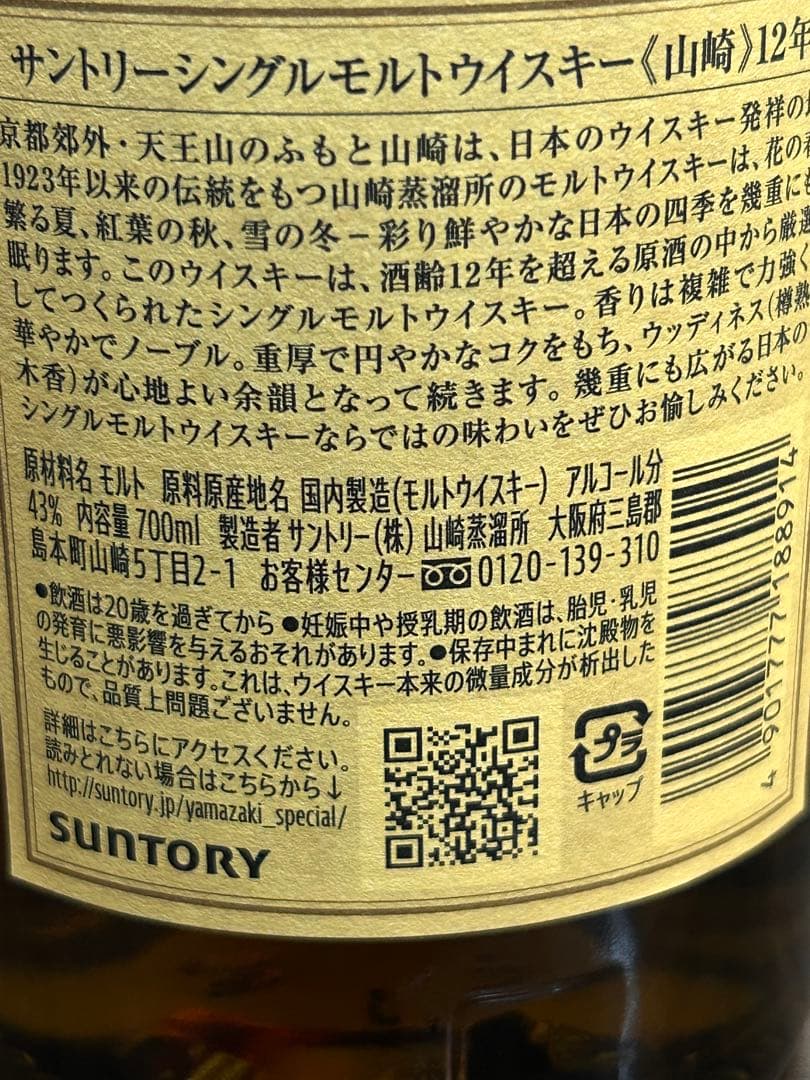 サントリーシングルモルトウイスキー《山崎》12年
京都郊外・天王山のふもと山崎は、日本のウイスキー発祥の
1923年以来の伝統をもつ山崎蒸溜所のモルトウイスキーは、花の
繁る夏、紅葉の秋、雪の冬－彩り鮮やかな日本の四季を幾重にも
眠ります。このウイスキーは、酒齢12年を超える原酒の中から厳選
してつくられたシングルモルトウイスキー。香りは複雑で力強く
華やかでノーブル。重厚で円やかなコクをもち、ウッディネス(樽熟
木香)が心地よい余韻となって続きます。幾重にも広がる日本の
シングルモルトウイスキーならではの味わいをぜひお愉しみください。
原材料名 モルト 原料原産地名 国内製造(モルトウイスキー) アルコール分
43% 内容量 700ml 製造者 サントリー(株) 山崎蒸溜所 大阪府三島郡
島本町山崎5丁目2-1 お客様センター 0120-139-310
●飲酒は20歳を過ぎてから ●妊娠中や授乳期の飲酒は、胎児・乳児
の発育に悪影響を与えるおそれがあります。●保存中まれに沈殿物を
生じることがあります。これは、ウイスキー本来の微量成分が析出した
もので、品質上問題ございません。
詳細はこちらにアクセスください。
読みとれない場合はこちらから↓
http://suntory.jp/yamazaki_special/
SUNTORY
プラ
キャップ
4901777188914